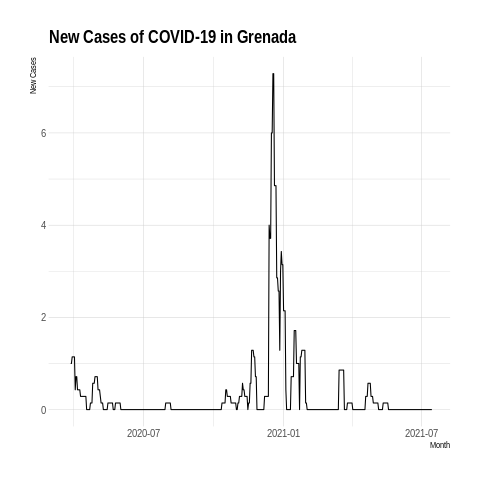 New Cases of COVID-19 in Grenada
New Cases
6
4
2
0
2020-07
2021-01
2021-07
Month